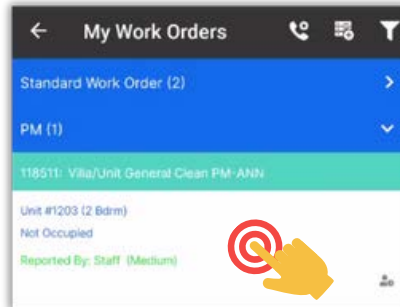 My Work Orders
Standard Work Order (2)
PM (1)
118511: Villa/Unit General Clean PM-ANN
Unit #1203 (2 Bdrm)
Not Occupied
Reported By: Staff (Medium)